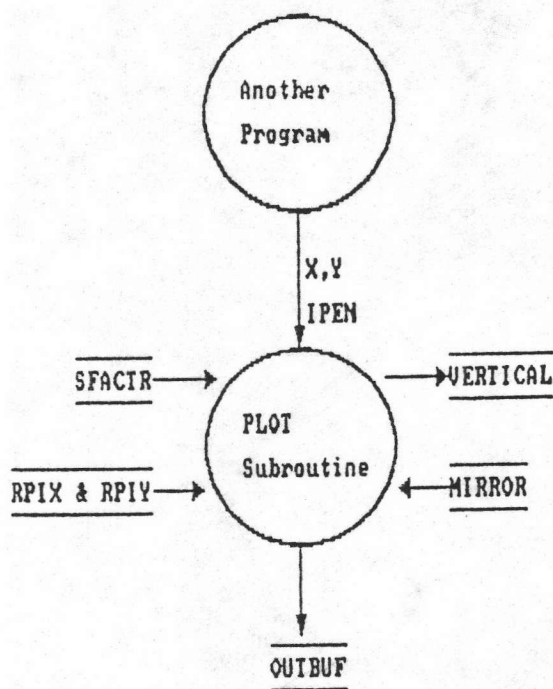 Another
Program
X,Y
IPEN
SFACTR
VERTICAL
PLOT
Subroutine
RPIX & RPIY
MIRROR
OUTBUF